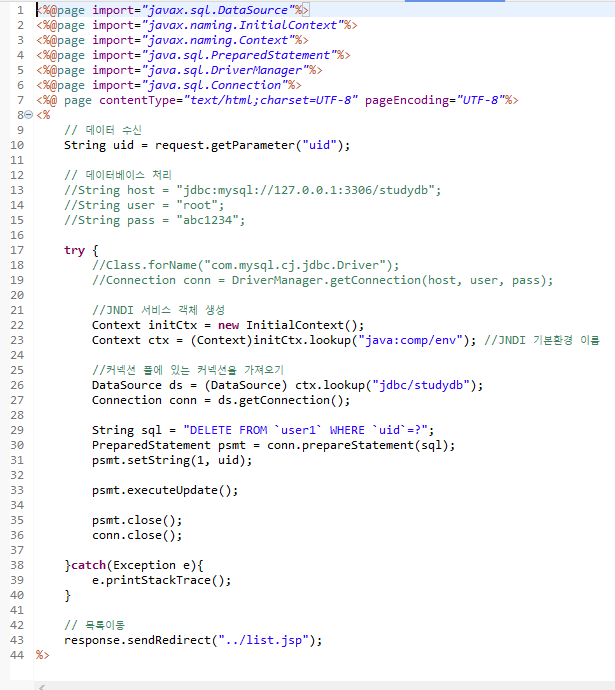 1 <%@page import="javax.sql.DataSource"%>
2 <%@page import="javax.naming.InitialContext"%>
3 <%@page import="javax.naming.Context"%>
4 <%@page import="java.sql.PreparedStatement"%>
5 <%@page import="java.sql.DriverManager"%>
6 <%@page import="java.sql.Connection"%>
7 <%@ page contentType="text/html;charset=UTF-8" pageEncoding="UTF-8"%>
8 <%
9 // 데이터 수신
10 String uid = request.getParameter("uid");
11
12 // 데이터베이스 처리
13 //String host = "jdbc:mysql://127.0.0.1:3306/studydb";
14 //String user = "root";
15 //String pass = "abc1234";
16
17 try {
18 //Class.forName("com.mysql.cj.jdbc.Driver");
19 //Connection conn = DriverManager.getConnection(host, user, pass);
20
21 //JNDI 서비스 객체 생성
22 Context initCtx = new InitialContext();
23 Context ctx = (Context)initCtx.lookup("java:comp/env"); //JNDI 기본환경 이름
24
25 //커넥션 풀에 있는 커넥션을 가져오기
26 DataSource ds = (DataSource) ctx.lookup("jdbc/studydb");
27 Connection conn = ds.getConnection();
28
29 String sql = "DELETE FROM `user1` WHERE `uid`=?";
30 PreparedStatement psmt = conn.prepareStatement(sql);
31 psmt.setString(1, uid);
32
33 psmt.executeUpdate();
34
35 psmt.close();
36 conn.close();
37
38 }catch(Exception e){
39 e.printStackTrace();
40 }
41
42 // 목록이동
43 response.sendRedirect("../list.jsp");
44 %>